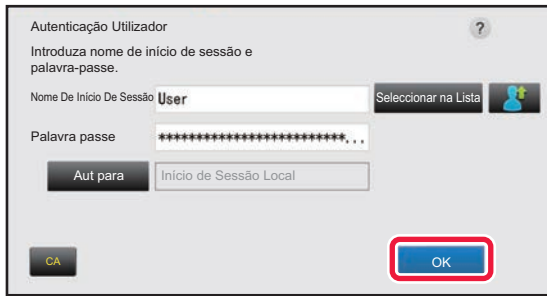 Autenticação Utilizador
?
Introduza nome de início de sessão e
palavra-passe.
Nome De Início De Sessão User Seleccionar na Lista
Palavra passe *************************...
Aut para Início de Sessão Local
CA OK